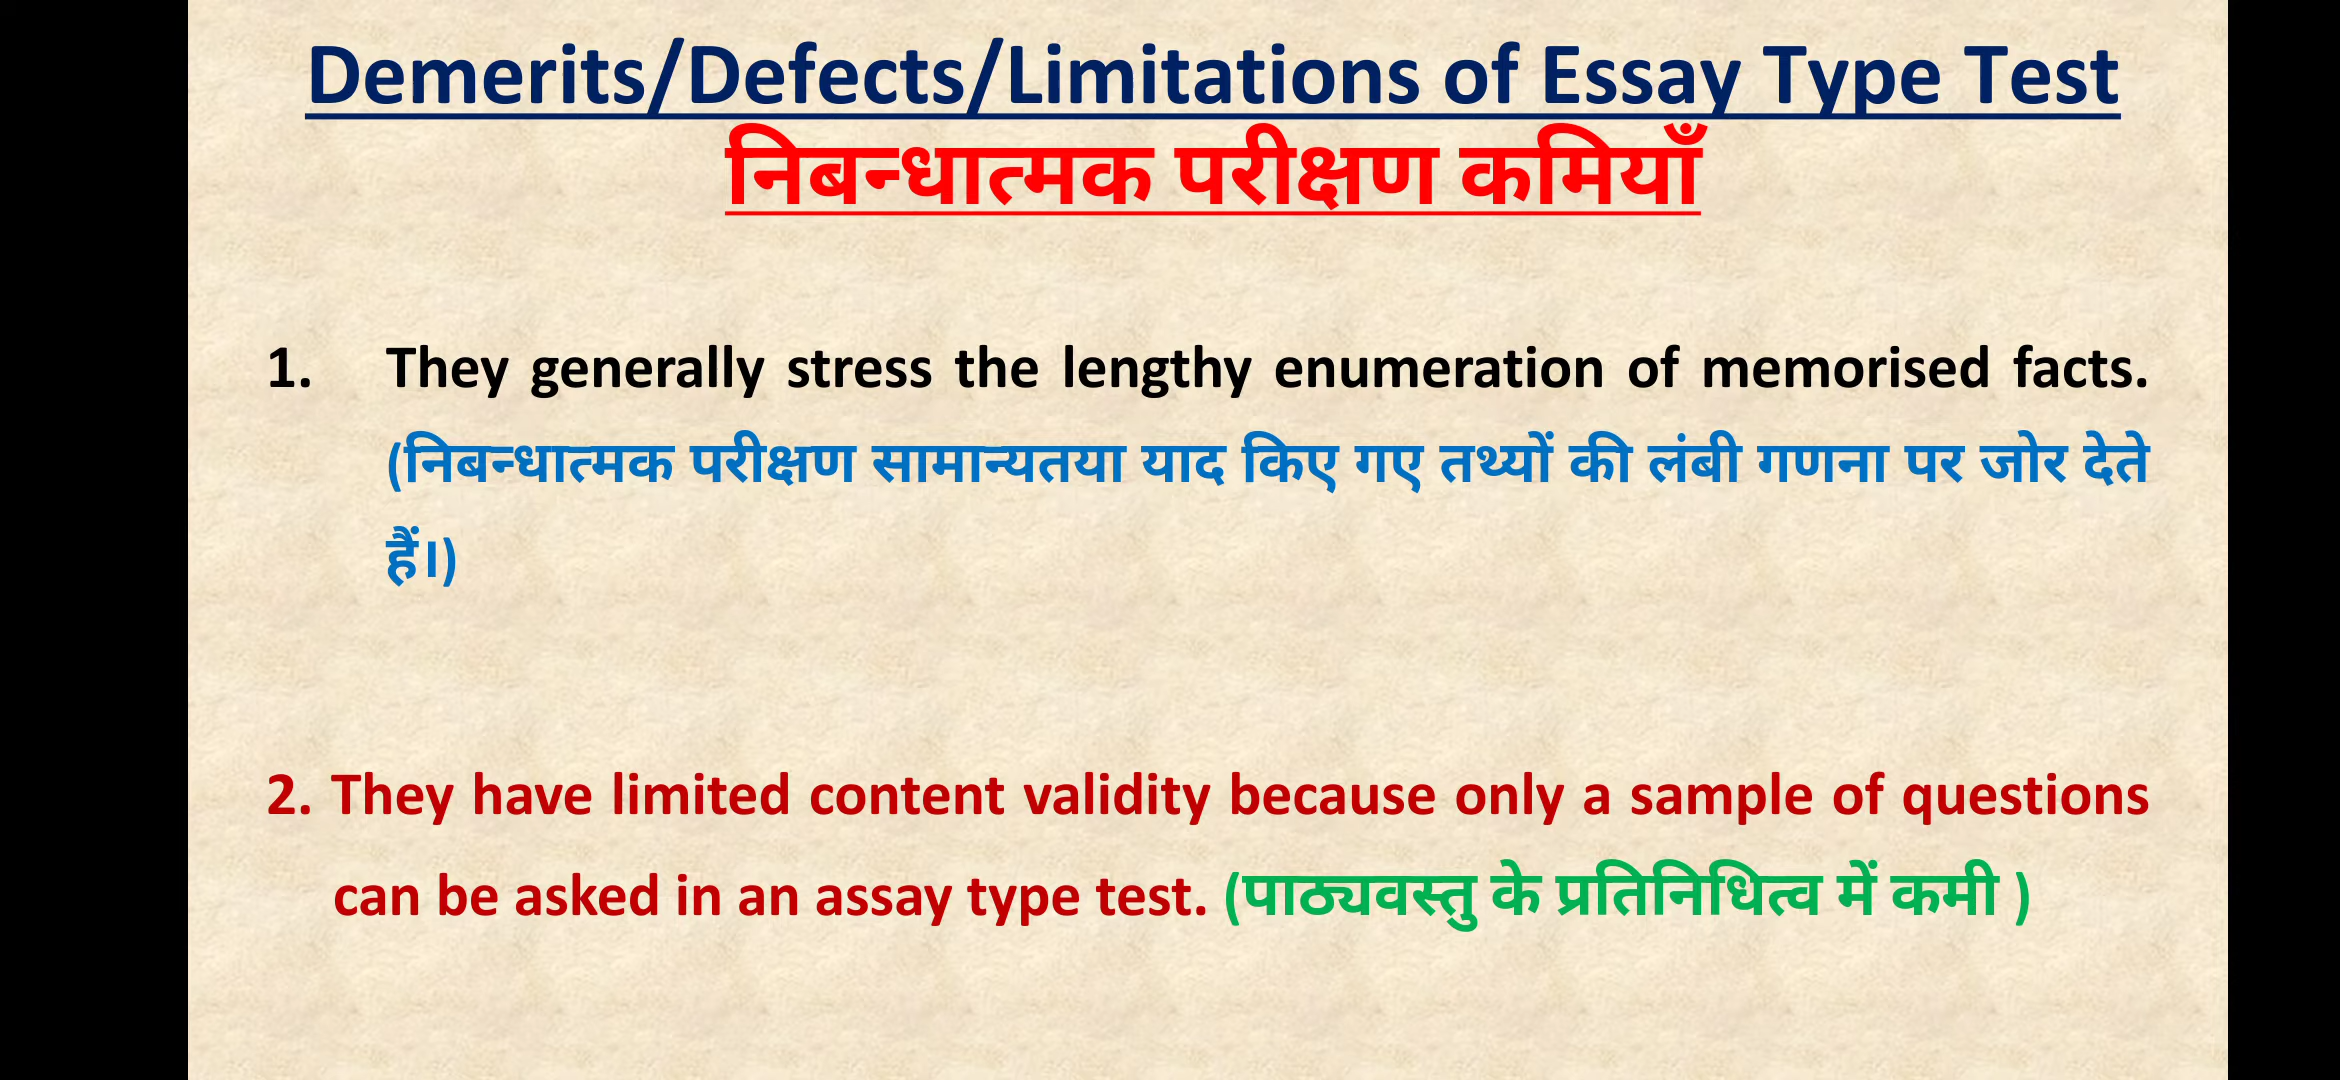 Demerits/Defects/Limitations of Essay Type Test
निबन्धात्मक परीक्षण कमियाँ
1. They generally stress the lengthy enumeration of memorised facts.
(निबन्धात्मक परीक्षण सामान्यतया याद किए गए तथ्यों की लंबी गणना पर जोर देते
हैं।)
2. They have limited content validity because only a sample of questions
can be asked in an assay type test. (पाठ्यवस्तु के प्रतिनिधित्व में कमी )